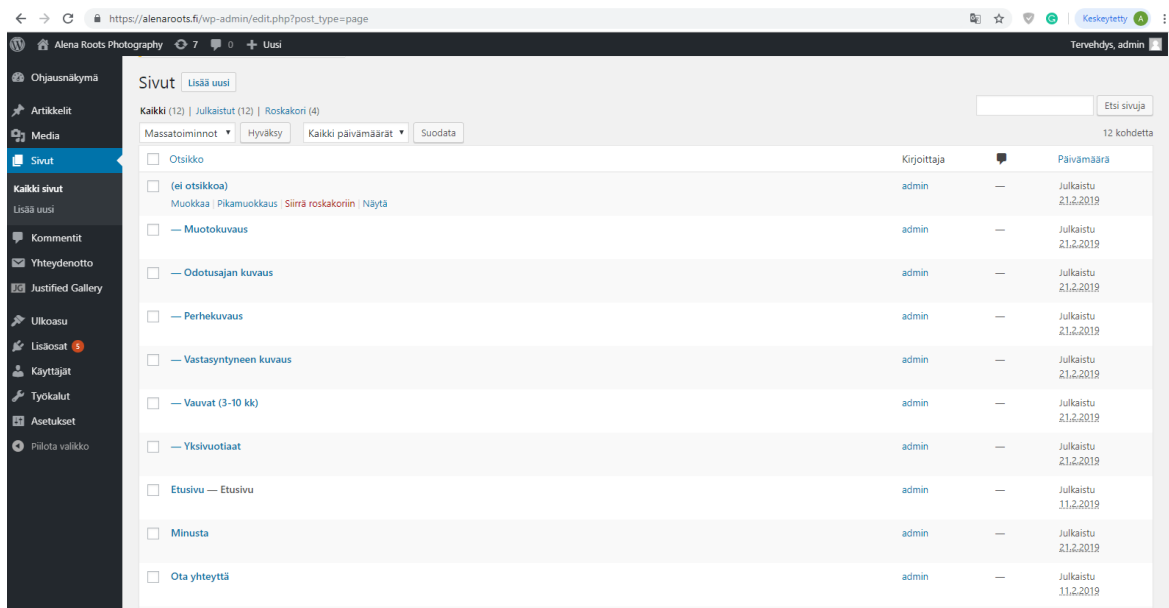 https://alenaroots.fi/wp-admin/edit.php?post_type=page
Keskeytetty A
Alena Roots Photography 7 0 + Uusi
Tervehdys, admin
Ohjausnäkymä
Artikkelit
Media
Sivut
Kaikki sivut
Lisää uusi
Kommentit
Yhteydenotto
JG Justified Gallery
Ulkoasu
Lisäosat 5
Käyttäjät
Työkalut
Asetukset
Piilota valikko
Sivut Lisää uusi
Kaikki (12) | Julkaistut (12) | Roskakori (4)
Etsi sivuja
Massatoiminnot Hyväksy Kaikki päivämäärät Suodata
12 kohdetta
Otsikko Kirjoittaja Päivämäärä
(ei otsikkoa) admin — Julkaistu
Muokkaa | Pikamuokkaus | Siirrä roskakoriin | Näytä 21.2.2019
— Muotokuvaus admin — Julkaistu
21.2.2019
— Odotusajan kuvaus admin — Julkaistu
21.2.2019
— Perhekuvaus admin — Julkaistu
21.2.2019
— Vastasyntyneen kuvaus admin — Julkaistu
21.2.2019
— Vauvat (3-10 kk) admin — Julkaistu
21.2.2019
— Yksivuotiaat admin — Julkaistu
21.2.2019
Etusivu — Etusivu admin — Julkaistu
11.2.2019
Minusta admin — Julkaistu
21.2.2019
Ota yhteyttä admin — Julkaistu
11.2.2019